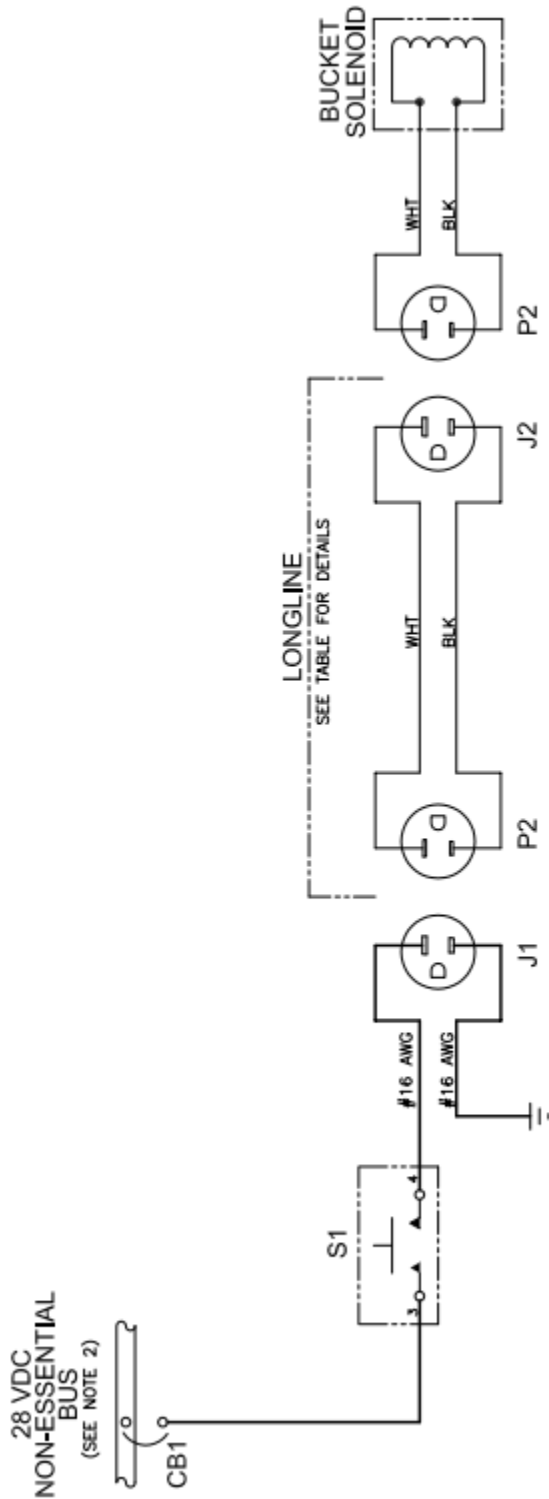 28 VDC
NON-ESSENTIAL
BUS
(SEE NOTE 2)
CB1
S1
3
4
#16 AWG
#16 AWG
J1
LONGLINE
SEE TABLE FOR DETAILS
P2
WHT
BLK
J2
P2
WHT
BLK
BUCKET
SOLENOID